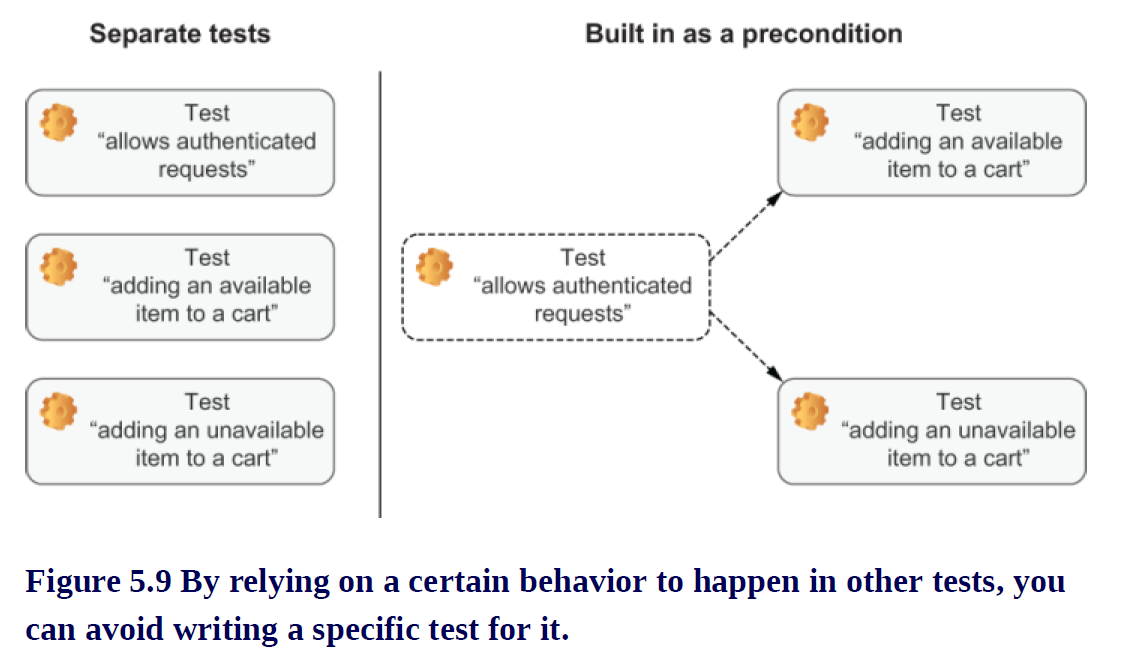 Separate tests
Built in as a precondition
Test
“allows authenticated
requests”
Test
“adding an available
item to a cart”
Test
“adding an unavailable
item to a cart”
Test
“allows authenticated
requests”
Test
“adding an available
item to a cart”
Test
“adding an unavailable
item to a cart”
Figure 5.9 By relying on a certain behavior to happen in other tests, you
can avoid writing a specific test for it.